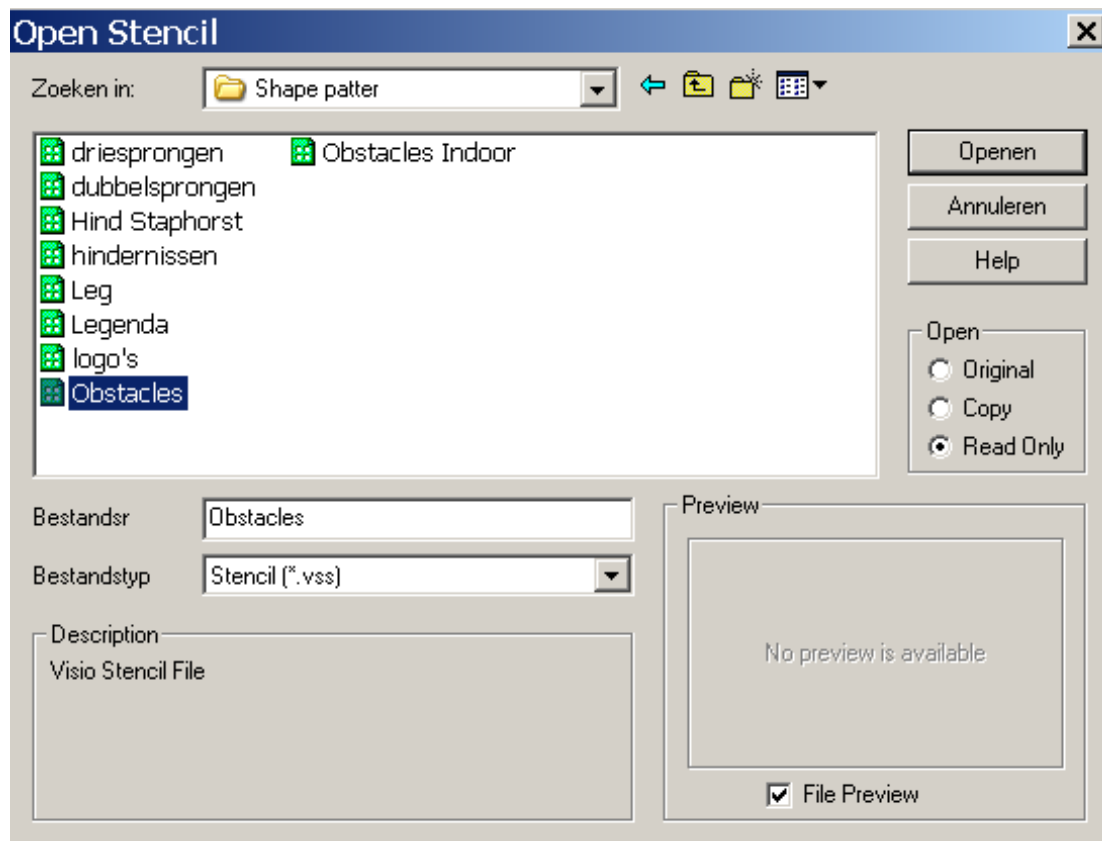 Open Stencil
Zoeken in: Shape patter
driesprongen
dubbelsprongen
Hind Staphorst
hindernissen
Leg
Legenda
logo's
Obstacles
Obstacles Indoor
Openen
Annuleren
Help
Open
Original
Copy
Read Only
Bestandsr Obstacles
Bestandstyp Stencil (*.vss)
Description
Visio Stencil File
Preview
No preview is available
File Preview